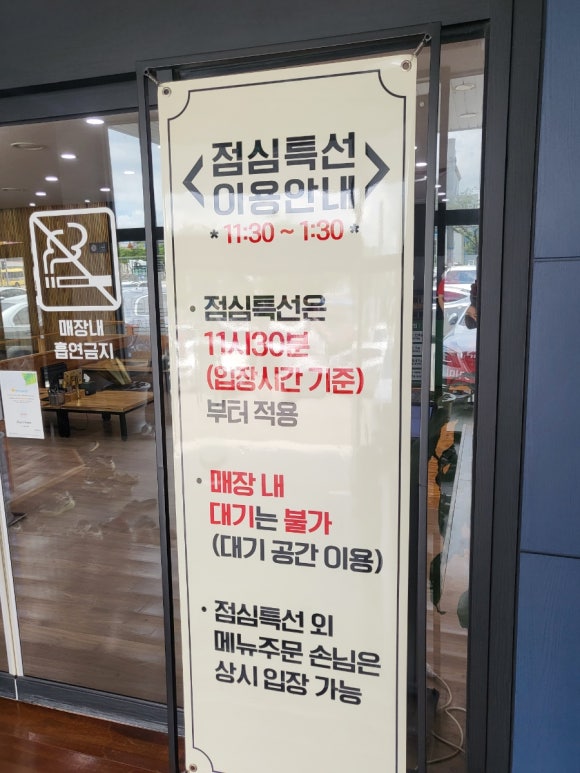 점심특선
이용안내
* 11:30 ~ 1:30 *
• 점심특선은
11시30분
(입장시간 기준)
부터 적용
• 매장 내
대기는 불가
(대기 공간 이용)
• 점심특선 외
메뉴주문 손님은
상시 입장 가능
매장내
흡연금지